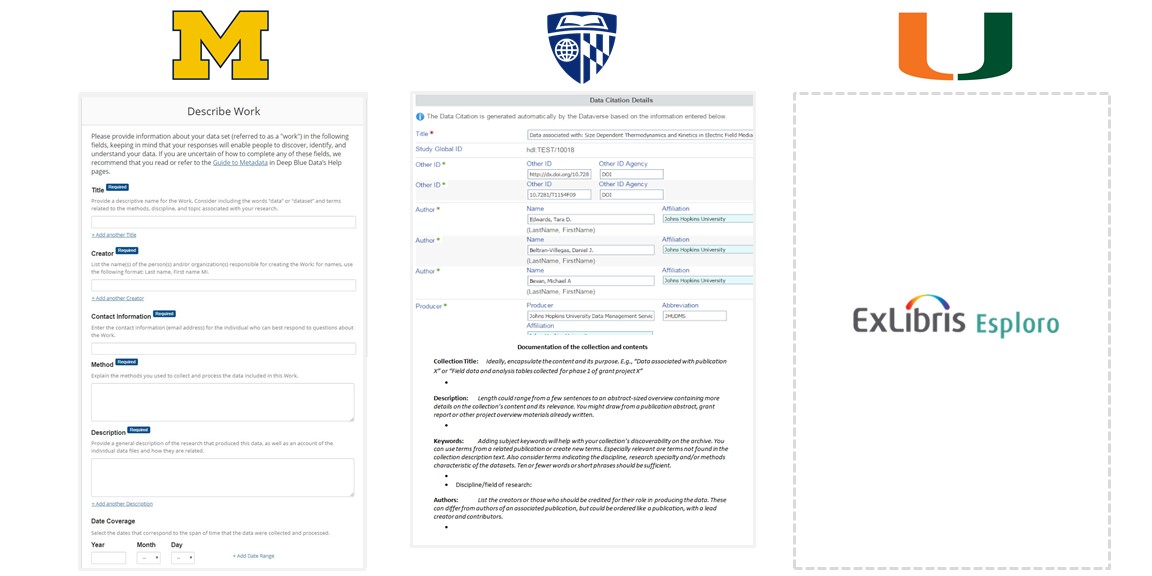 Describe Work
Please provide information about your data set (referred to as a "work") in the following
fields, keeping in mind that your responses will enable people to discover, identify, and
understand your data. If you are uncertain of how to complete any of these fields, we
recommend that you read or refer to the Guide to Metadata in Deep Blue Data's Help
pages.
Title Required
Provide a descriptive name for the Work. Consider including the words "data" or "dataset" and terms
related to the methods, discipline, and topic associated with your research.
+ Add another Title
Creator Required
List the name(s) of the person(s) and/or organization(s) responsible for creating the Work: for names, use
the following format: Last name, First name MI.
+ Add another Creator
Contact Information Required
Enter the contact information (email address) for the individual who can best respond to questions about
the Work.
Method Required
Explain the methods you used to collect and process the data included in this Work.
Description Required
Provide a general description of the research that produced this data, as well as an account of the
individual data files and how they are related.
+ Add another Description
Date Coverage
Select the dates that correspond to the span of time that the data were collected and processed.
Year Month Day
-- -- + Add Date Range
Data Citation Details
The Data Citation is generated automatically by the Dataverse based on the information entered below.
Title * Data associated with: Size Dependent Thermodynamics and Kinetics in Electric Field Media
Study Global ID hdl:TEST/10018
Other ID * Other ID Other ID Agency
http://dx.doi.org/10.728 DOI
Other ID * Other ID Other ID Agency
10.7281/T1154F09 DOI
Author * Name Affiliation
Edwards, Tara D. Johns Hopkins University
(LastName, FirstName)
Author * Name Affiliation
Beltran-Villegas, Daniel J. Johns Hopkins University
(LastName, FirstName)
Author * Name Affiliation
Bevan, Michael A Johns Hopkins University
(LastName, FirstName)
Producer * Producer Abbreviation
Johns Hopkins University Data Management Servic JHUDMS
Affiliation
Documentation of the collection and contents
Collection Title: Ideally, encapsulate the content and its purpose. E.g., "Data associated with publication
X" or "Field data and analysis tables collected for phase 1 of grant project X"
•
Description: Length could range from a few sentences to an abstract-sized overview containing more
details on the collection's content and its relevance. You might draw from a publication abstract, grant
report or other project overview materials already written.
•
Keywords: Adding subject keywords will help with your collection's discoverability on the archive. You
can use terms from a related publication or create new terms. Especially relevant are terms not found in the
collection description text. Also consider terms indicating the discipline, research specialty and/or methods
characteristic of the datasets. Ten or fewer words or short phrases should be sufficient.
•
• Discipline/field of research:
Authors: List the creators or those who should be credited for their role in producing the data. These
can differ from authors of an associated publication, but could be ordered like a publication, with a lead
creator and contributors.
•
ExLibris Esploro